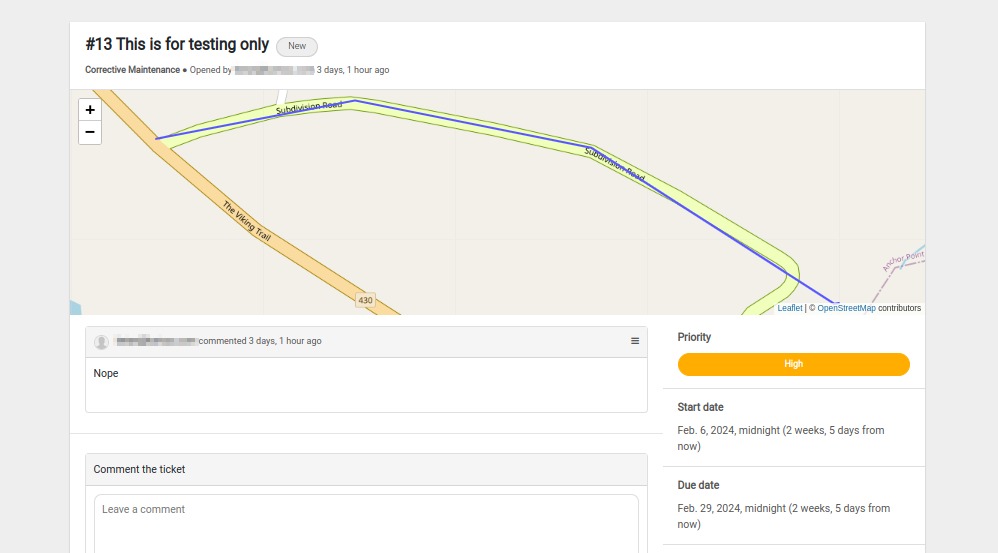 #13 This is for testing only New
Corrective Maintenance • Opened by 3 days, 1 hour ago
+
−
Subdivision Road
Subdivision Road
The Viking Trail
430
Anchor Point
Leaflet | © OpenStreetMap contributors
commented 3 days, 1 hour ago
Nope
Comment the ticket
Leave a comment
Priority
High
Start date
Feb. 6, 2024, midnight (2 weeks, 5 days from
now)
Due date
Feb. 29, 2024, midnight (2 weeks, 5 days from
now)